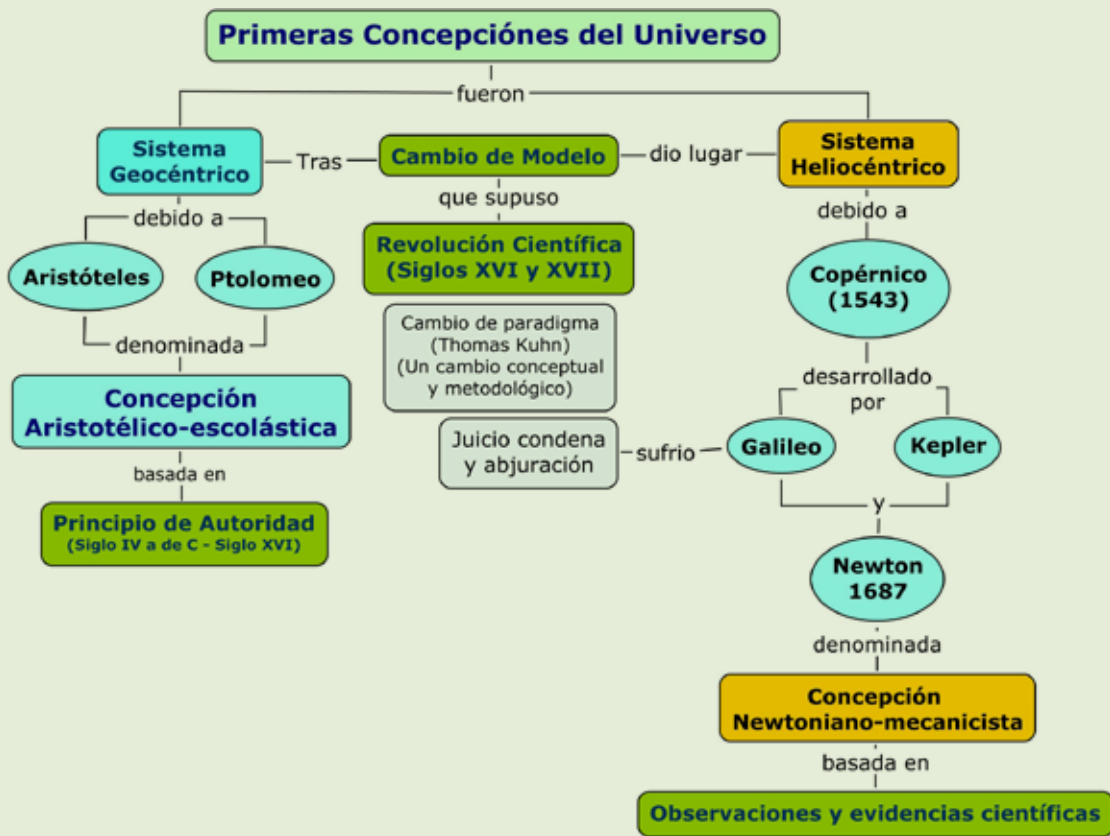 Primeras Concepciónes del Universo
fueron
Sistema
Geocéntrico
Tras
Cambio de Modelo
dio lugar
Sistema
Heliocéntrico
debido a
Aristóteles
Ptolomeo
denominada
Concepción
Aristotélico-escolástica
basada en
Principio de Autoridad
(Siglo IV a de C - Siglo XVI)
que supuso
Revolución Científica
(Siglos XVI y XVII)
Cambio de paradigma
(Thomas Kuhn)
(Un cambio conceptual
y metodológico)
debido a
Copérnico
(1543)
desarrollado
por
Juicio condena
y abjuración
sufrio
Galileo
Kepler
y
Newton
1687
denominada
Concepción
Newtoniano-mecanicista
basada en
Observaciones y evidencias científicas